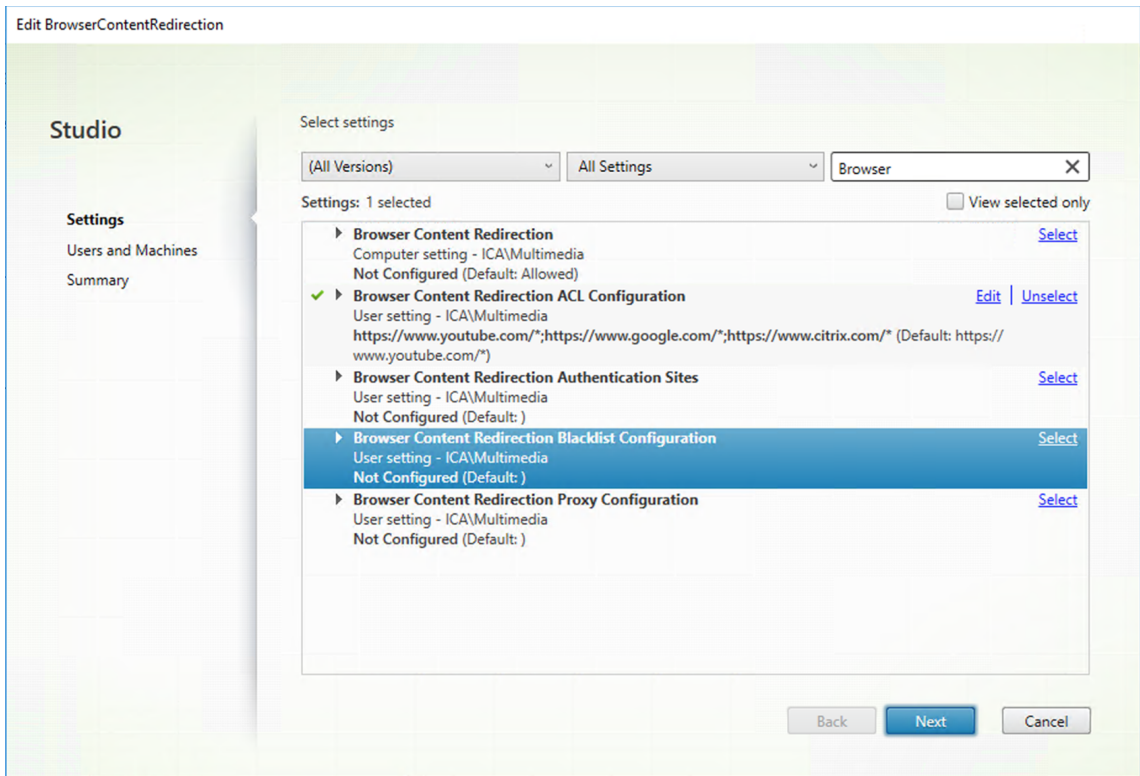 Edit BrowserContentRedirection
Studio
Settings
Users and Machines
Summary
Select settings
(All Versions)
All Settings
Browser
Settings: 1 selected
View selected only
Browser Content Redirection
Select
Computer setting - ICA\Multimedia
Not Configured (Default: Allowed)
Browser Content Redirection ACL Configuration
Edit | Unselect
User setting - ICA\Multimedia
https://www.youtube.com/*;https://www.google.com/*;https://www.citrix.com/* (Default: https://
www.youtube.com/*)
Browser Content Redirection Authentication Sites
Select
User setting - ICA\Multimedia
Not Configured (Default: )
Browser Content Redirection Blacklist Configuration
Select
User setting - ICA\Multimedia
Not Configured (Default: )
Browser Content Redirection Proxy Configuration
Select
User setting - ICA\Multimedia
Not Configured (Default: )
Back
Next
Cancel